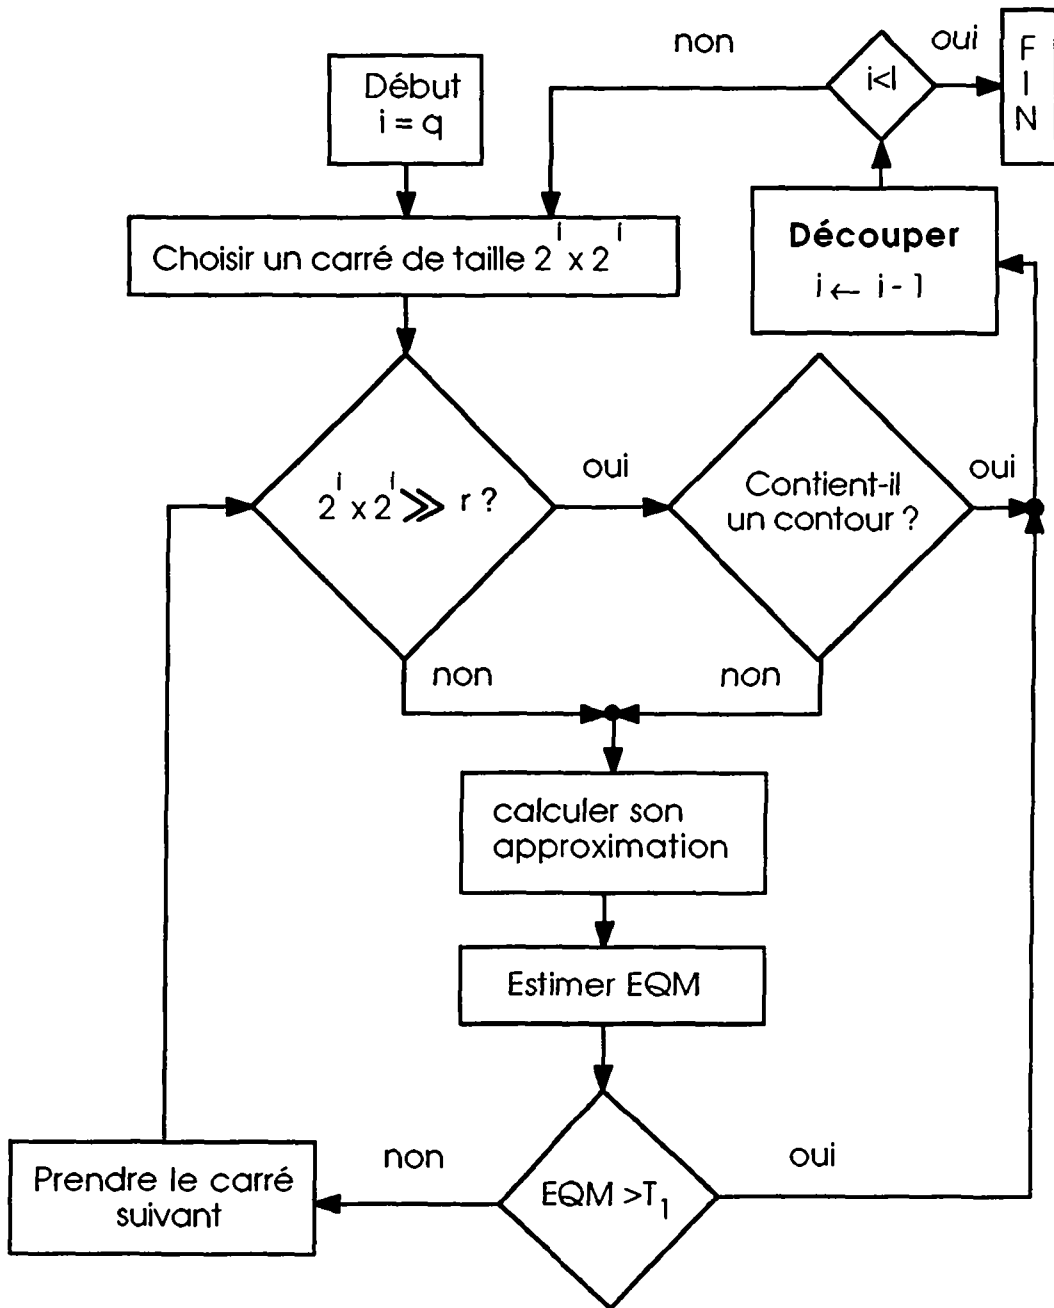 Début
i = q
non
i<l
oui
F
I
N
Choisir un carré de taille 2^i x 2^i
Découper
i ← i - 1
2^i x 2^i ≫ r ?
oui
Contient-il
un contour ?
oui
non
non
calculer son
approximation
Estimer EQM
EQM >T1
non
oui
Prendre le carré
suivant